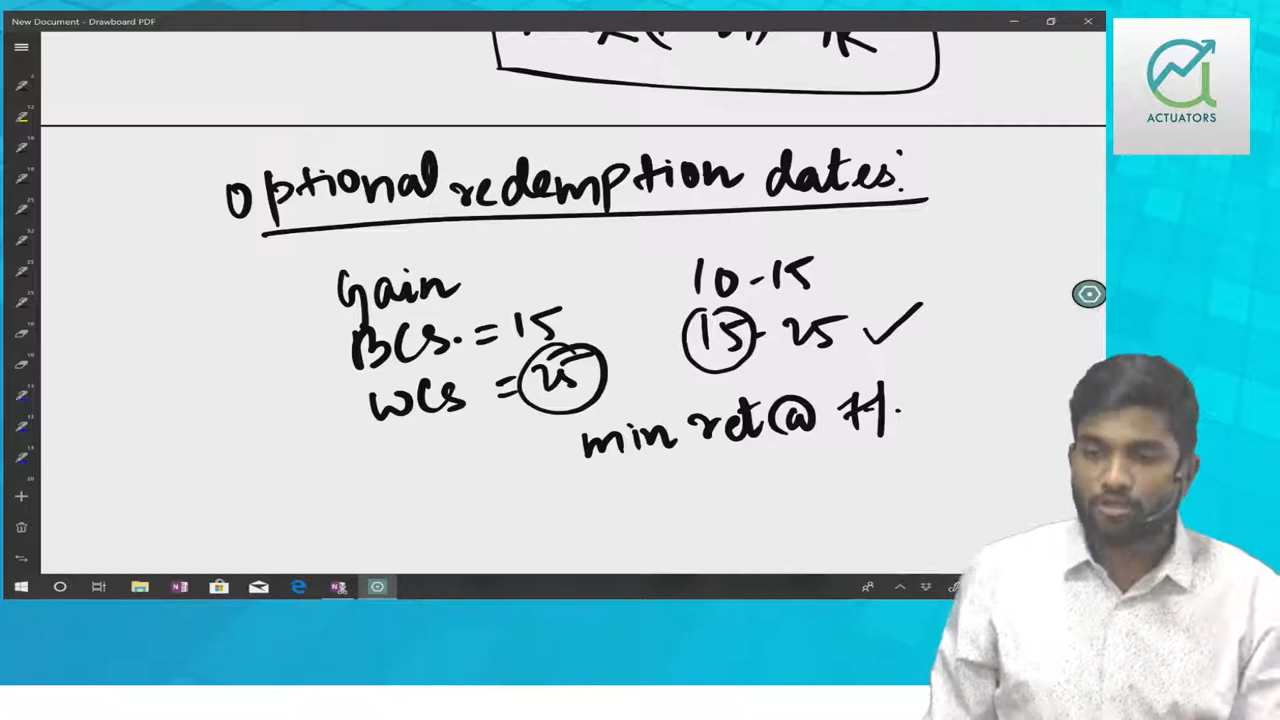 New Document - Drawboard PDF
ACTUATORS
optional redemption dates:
Gain
BCS. = 15
WCS = 25
10 - 15
15 - 25 ✓
min ret @